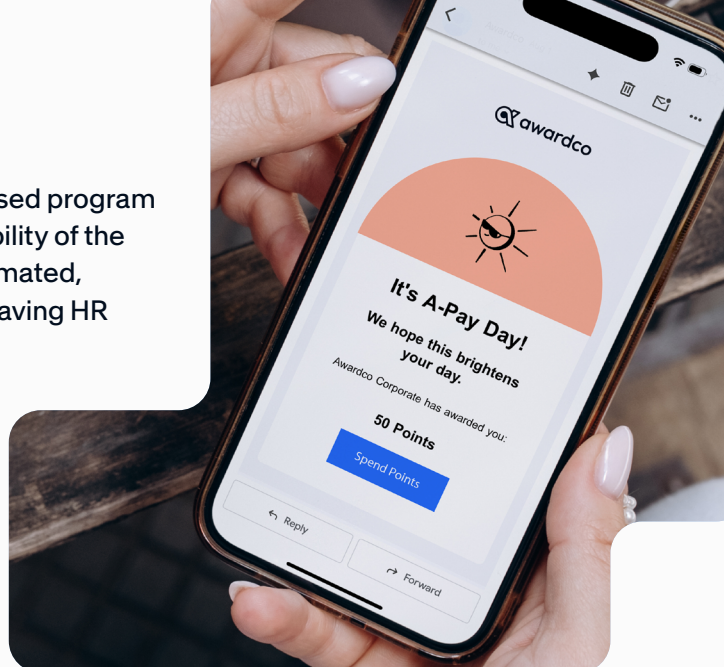 sed program
bility of the
mated,
aving HR
awardco
It's A-Pay Day!
We hope this brightens
your day.
Awardco Corporate has awarded you:
50 Points
Spend Points
Reply
Forward